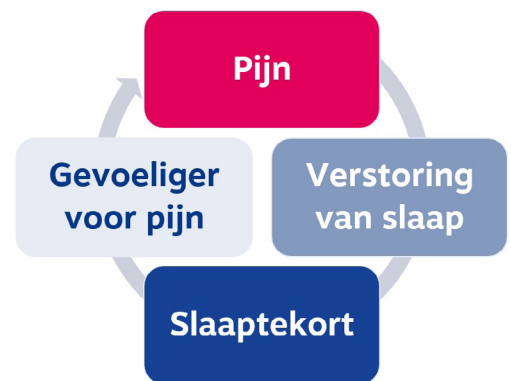 Pijn
Verstoring
van slaap
Slaaptekort
Gevoeliger
voor pijn